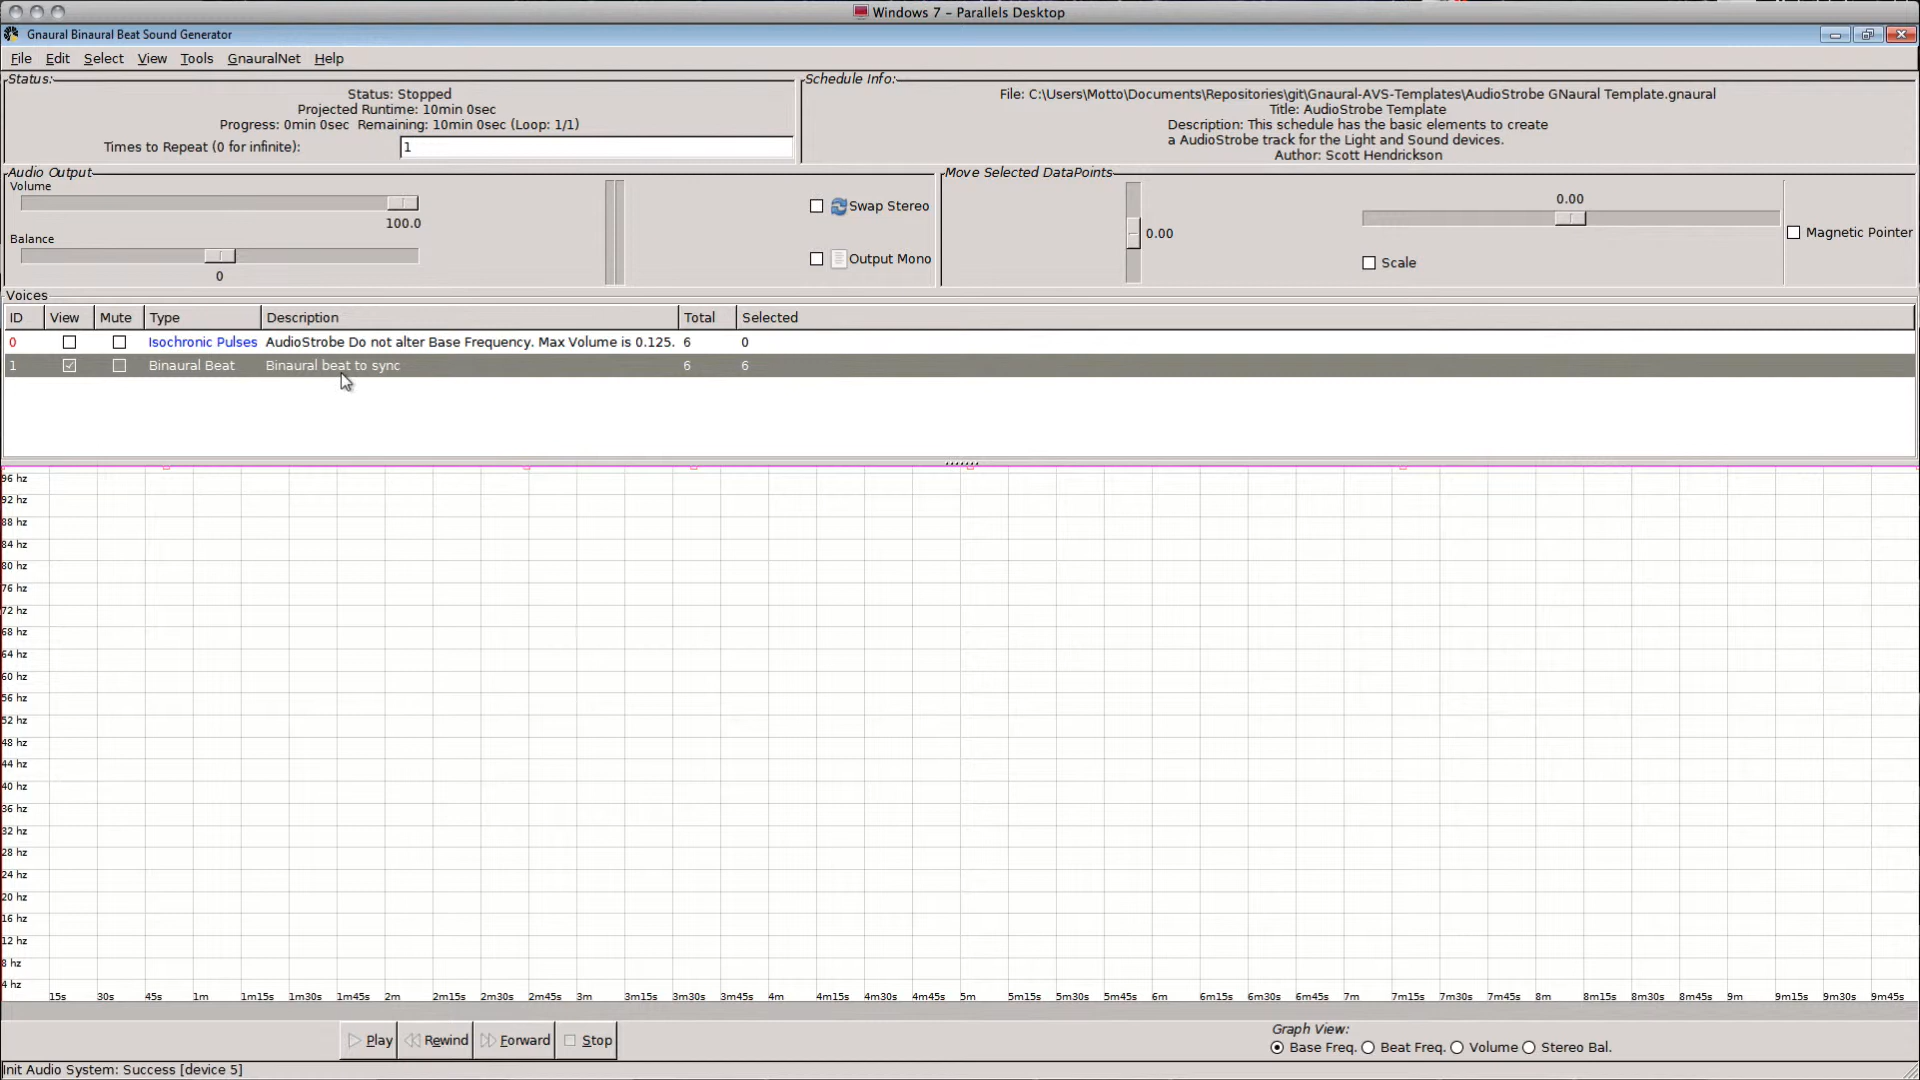 Windows 7 – Parallels Desktop
Gnaural Binaural Beat Sound Generator
File Edit Select View Tools GnauralNet Help
Status:
Status: Stopped
Projected Runtime: 10min 0sec
Progress: 0min 0sec Remaining: 10min 0sec (Loop: 1/1)
Times to Repeat (0 for infinite): 1
Schedule Info:
File: C:\Users\Motto\Documents\Repositories\git\Gnaural-AVS-Templates\AudioStrobe GNaural Template.gnaural
Title: AudioStrobe Template
Description: This schedule has the basic elements to create
a AudioStrobe track for the Light and Sound devices.
Author: Scott Hendrickson
Audio Output
Volume
100.0
Balance
0
Swap Stereo
Output Mono
Move Selected DataPoints
0.00
0.00
Scale
Magnetic Pointer
Voices
ID View Mute Type Description Total Selected
0 Isochronic Pulses AudioStrobe Do not alter Base Frequency. Max Volume is 0.125. 6 0
1 Binaural Beat Binaural beat to sync 6 6
96 hz
92 hz
88 hz
84 hz
80 hz
76 hz
72 hz
68 hz
64 hz
60 hz
56 hz
52 hz
48 hz
44 hz
40 hz
36 hz
32 hz
28 hz
24 hz
20 hz
16 hz
12 hz
8 hz
4 hz
15s 30s 45s 1m 1m15s 1m30s 1m45s 2m 2m15s 2m30s 2m45s 3m 3m15s 3m30s 3m45s 4m 4m15s 4m30s 4m45s 5m 5m15s 5m30s 5m45s 6m 6m15s 6m30s 6m45s 7m 7m15s 7m30s 7m45s 8m 8m15s 8m30s 8m45s 9m 9m15s 9m30s 9m45s
Play Rewind Forward Stop
Graph View:
Base Freq. Beat Freq. Volume Stereo Bal.
Init Audio System: Success [device 5]